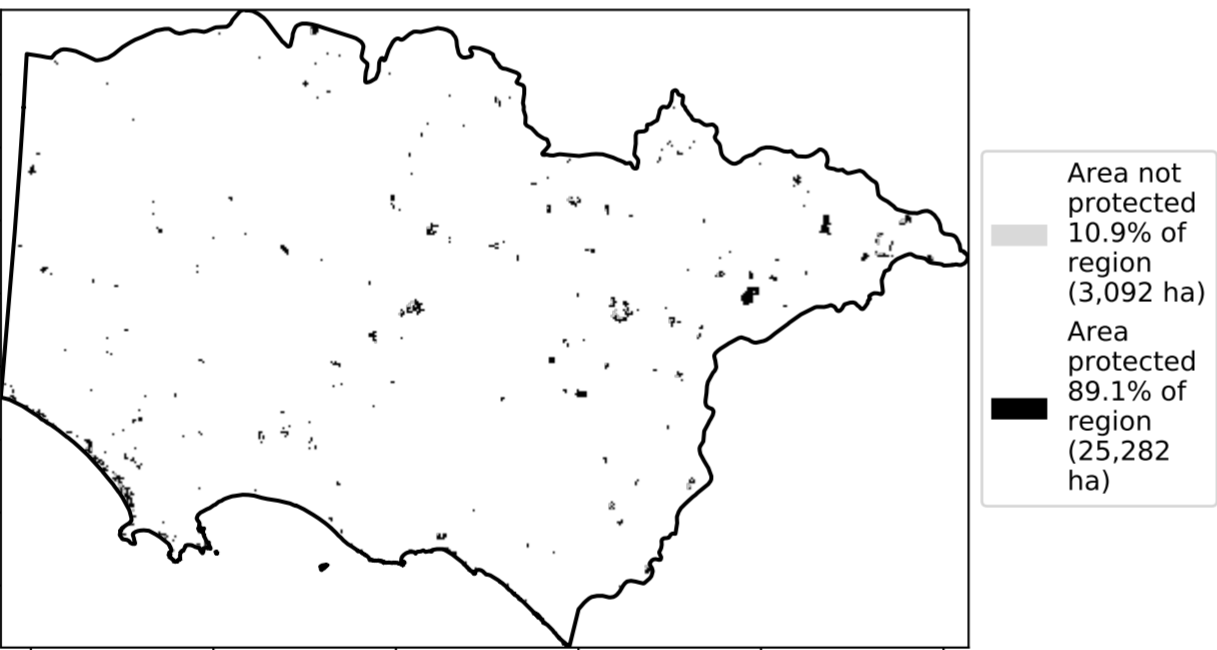 Area not
protected
10.9% of
region
(3,092 ha)
Area
protected
89.1% of
region
(25,282
ha)